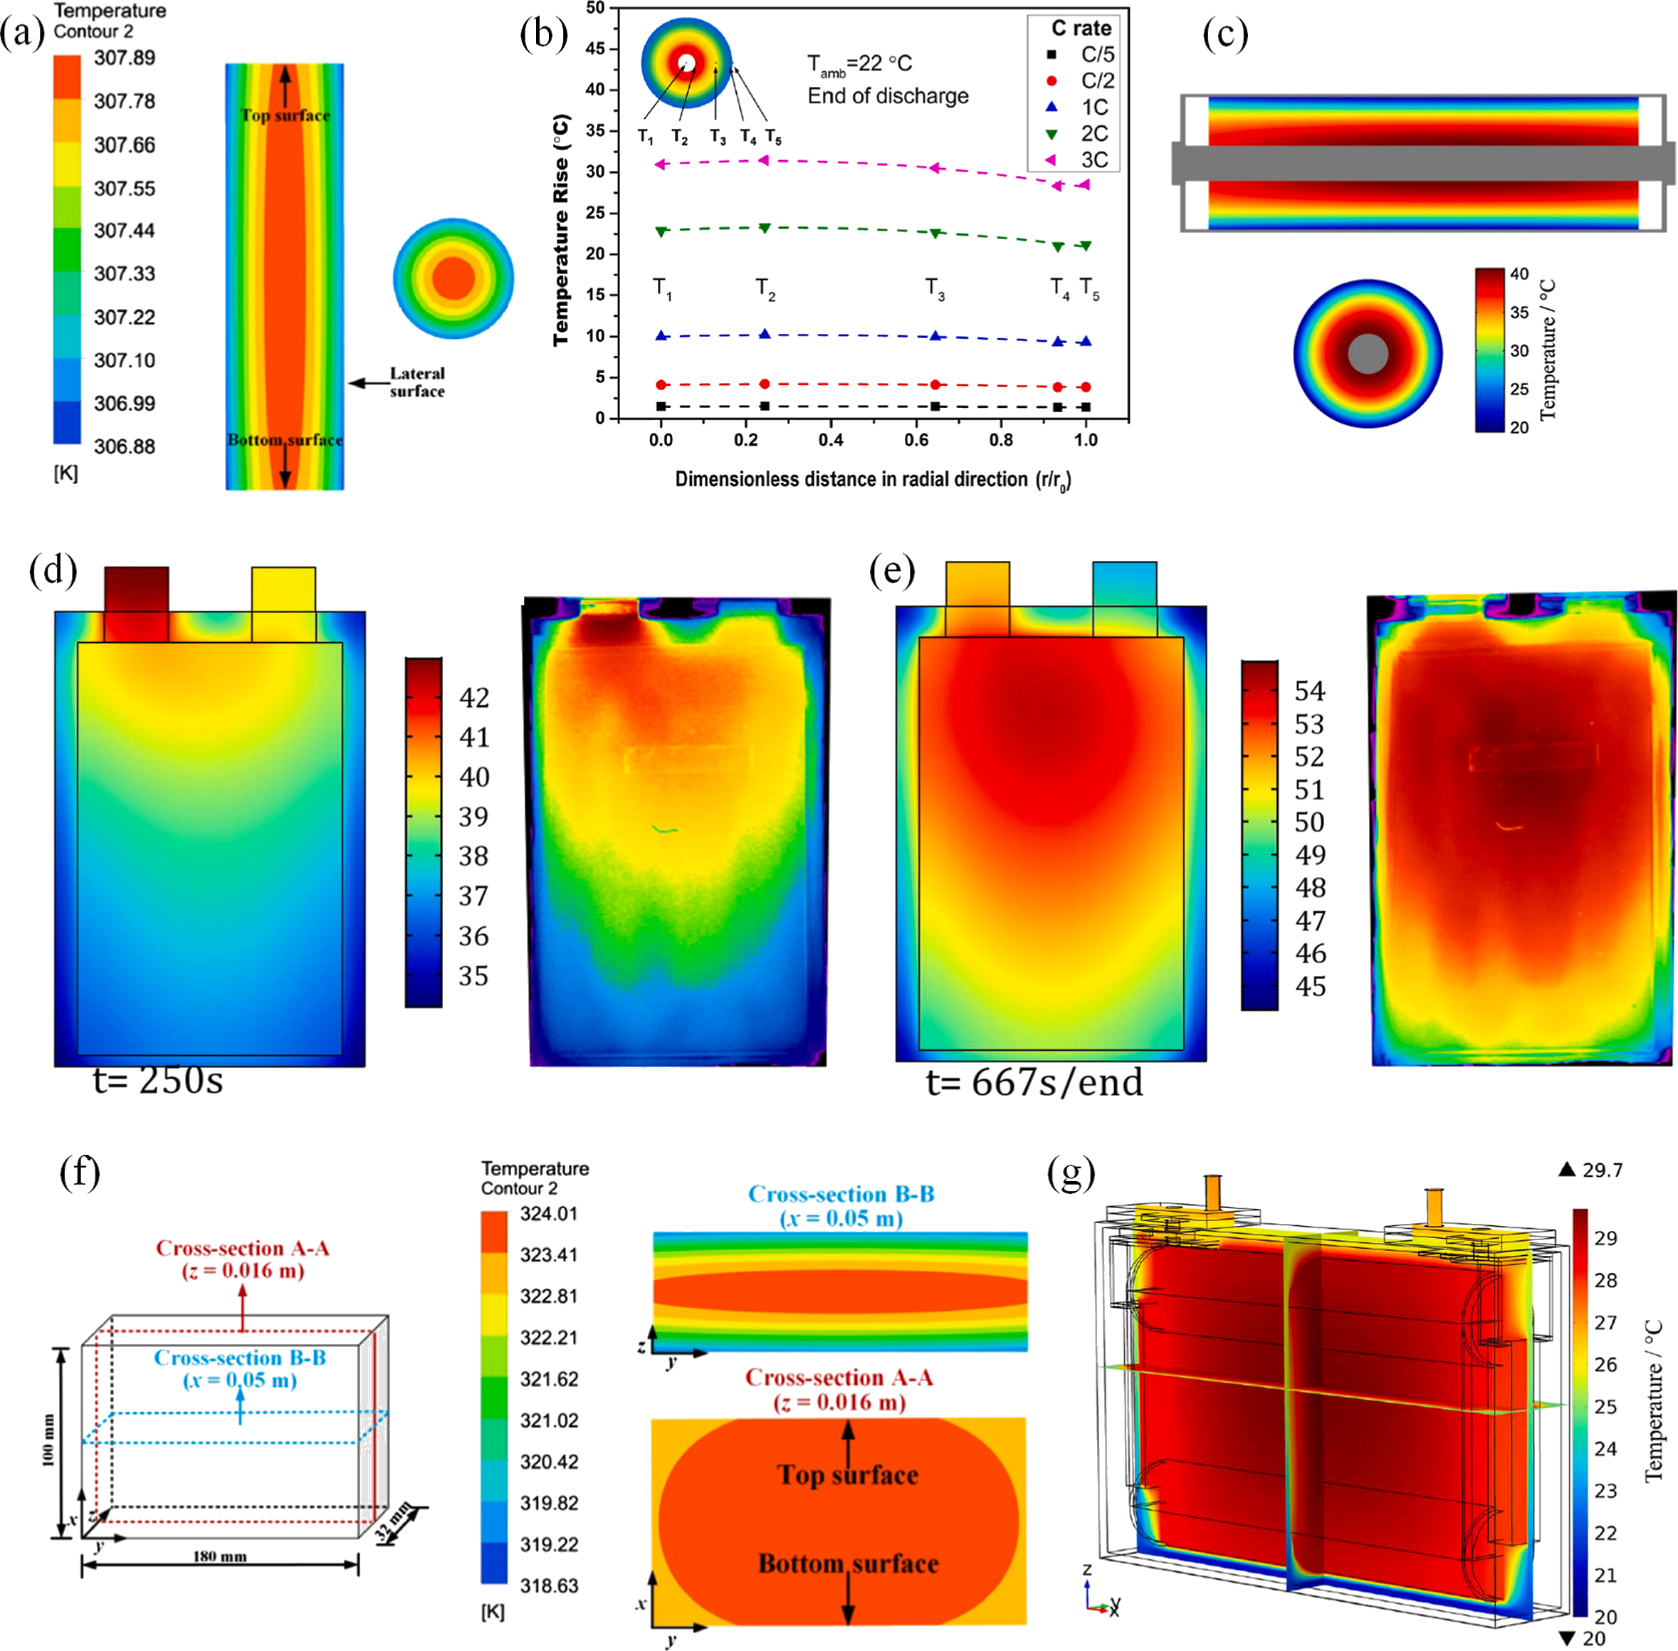 (a)
Temperature
Contour 2
307.89
307.78
307.66
307.55
307.44
307.33
307.22
307.10
306.99
306.88
[K]
Top surface
Bottom surface
Lateral
surface
(b)
50
45
40
35
30
25
20
15
10
5
0
Temperature Rise (°C)
T1 T2 T3 T4 T5
Tamb=22 °C
End of discharge
C rate
C/5
C/2
1C
2C
3C
T1 T2 T3 T4 T5
0.0 0.2 0.4 0.6 0.8 1.0
Dimensionless distance in radial direction (r/r0)
(c)
40
35
30
25
20
Temperature / °C
(d)
42
41
40
39
38
37
36
35
t= 250s
(e)
54
53
52
51
50
49
48
47
46
45
t= 667s/end
(f)
Cross-section A-A
(z = 0.016 m)
Cross-section B-B
(x = 0.05 m)
100 mm
180 mm
32 mm
x
z
y
Temperature
Contour 2
324.01
323.41
322.81
322.21
321.62
321.02
320.42
319.82
319.22
318.63
[K]
Cross-section B-B
(x = 0.05 m)
z
y
Cross-section A-A
(z = 0.016 m)
Top surface
Bottom surface
x
y
(g)
▲ 29.7
29
28
27
26
25
24
23
22
21
20
▼ 20
Temperature / °C
z
y
x